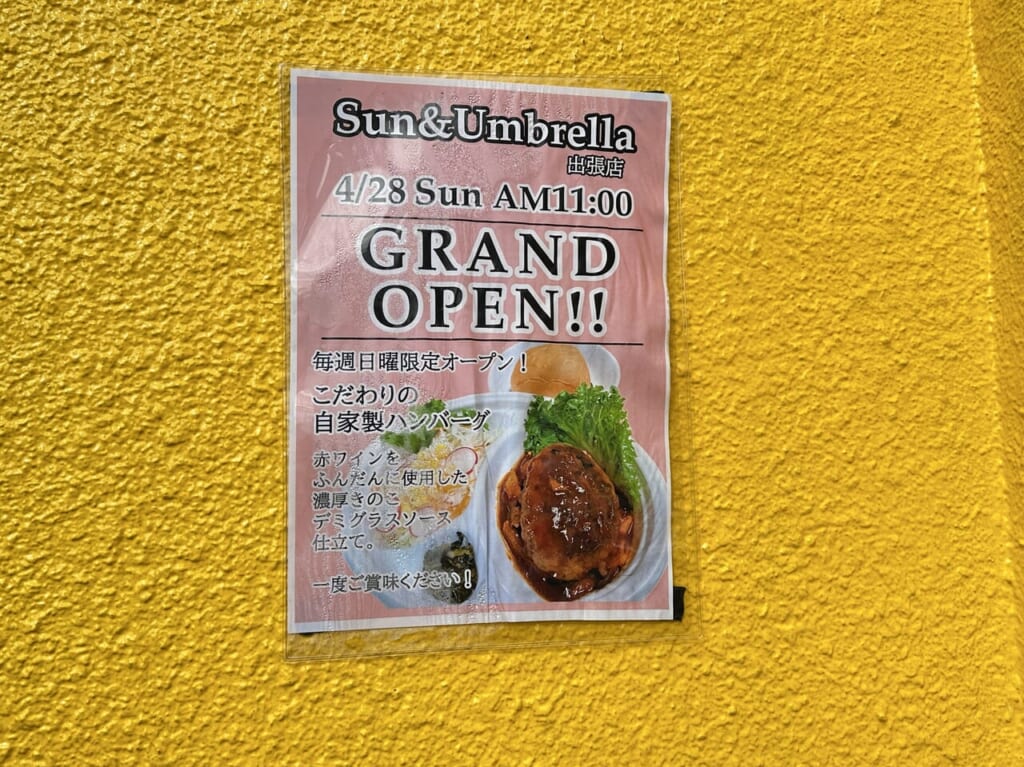 Sun&Umbrella
出張店
4/28 Sun AM11:00
GRAND
OPEN!!
毎週日曜限定オープン！
こだわりの
自家製ハンバーグ
赤ワインを
ふんだんに使用した
濃厚きのこ
デミグラスソース
仕立て。
一度ご賞味ください！